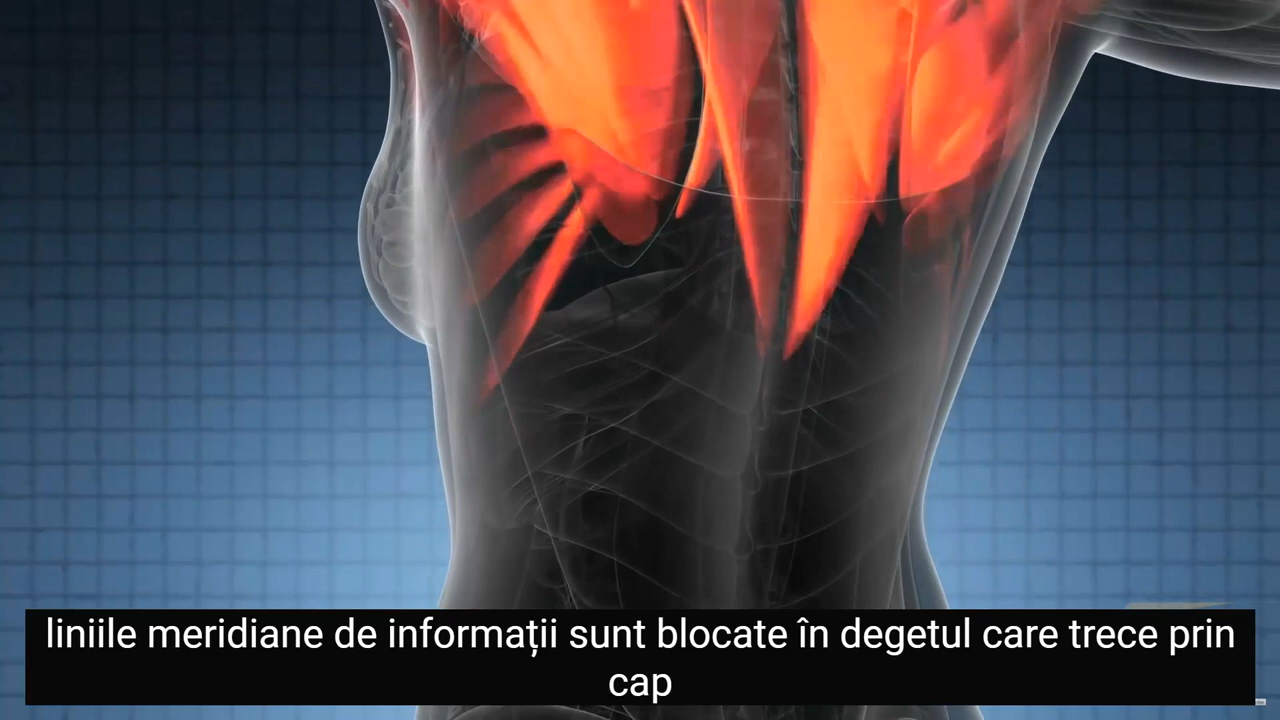 liniile meridiane de informații sunt blocate în degetul care trece prin
cap